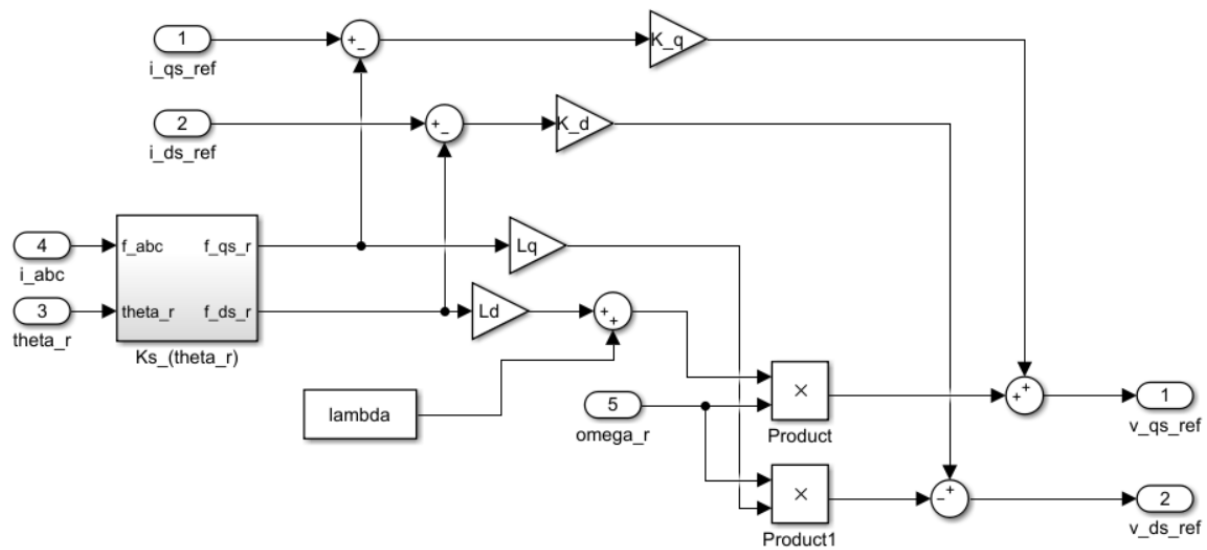 1
i_qs_ref
K_q
2
i_ds_ref
K_d
4
i_abc
3
theta_r
f_abc
f_qs_r
theta_r
f_ds_r
Ks_(theta_r)
Lq
Ld
lambda
5
omega_r
×
Product
×
Product1
1
v_qs_ref
2
v_ds_ref